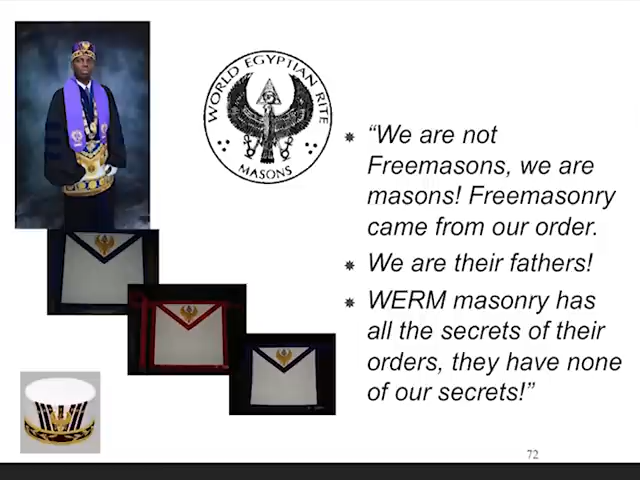 WORLD EGYPTIAN RITE
MASONS
“We are not
Freemasons, we are
masons! Freemasonry
came from our order.
We are their fathers!
WERM masonry has
all the secrets of their
orders, they have none
of our secrets!”
72